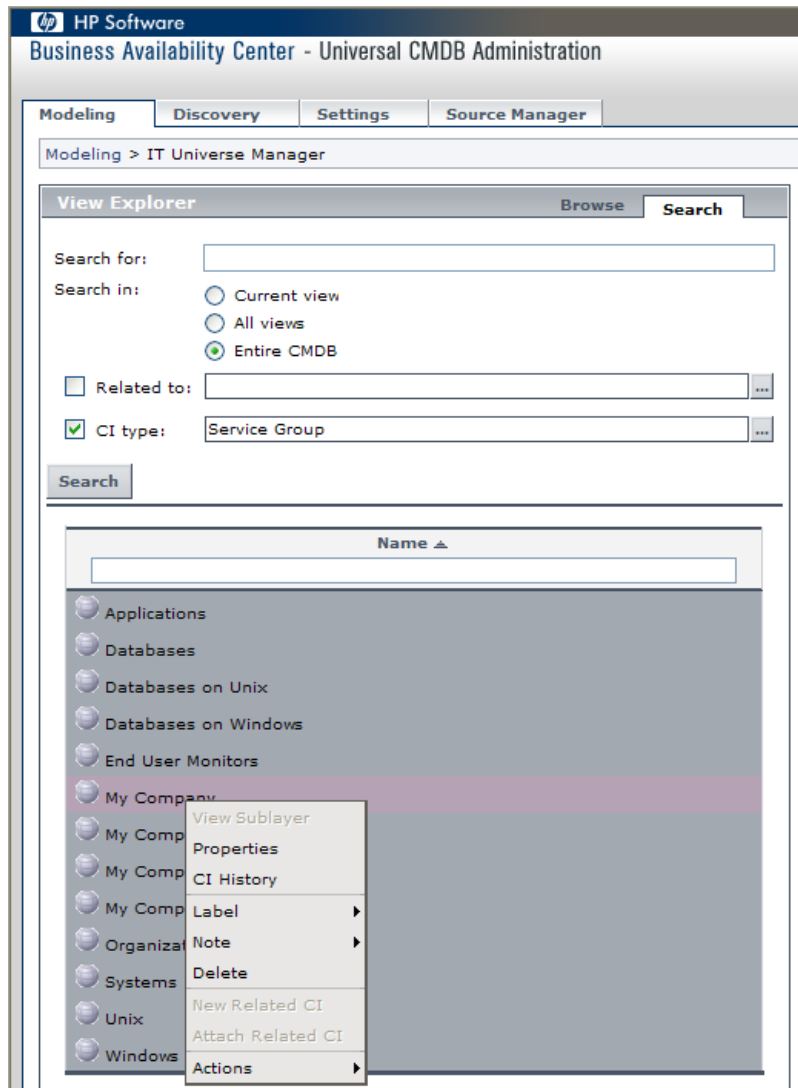 hp HP Software
Business Availability Center - Universal CMDB Administration
Modeling Discovery Settings Source Manager
Modeling > IT Universe Manager
View Explorer Browse Search
Search for:
Search in:
Current view
All views
Entire CMDB
Related to: ...
CI type: Service Group ...
Search
Name
Applications
Databases
Databases on Unix
Databases on Windows
End User Monitors
My Company
View Sublayer
My Comp
Properties
My Comp
CI History
My Comp
Label
Organizat
Note
Systems
Delete
Unix
New Related CI
Attach Related CI
Windows
Actions